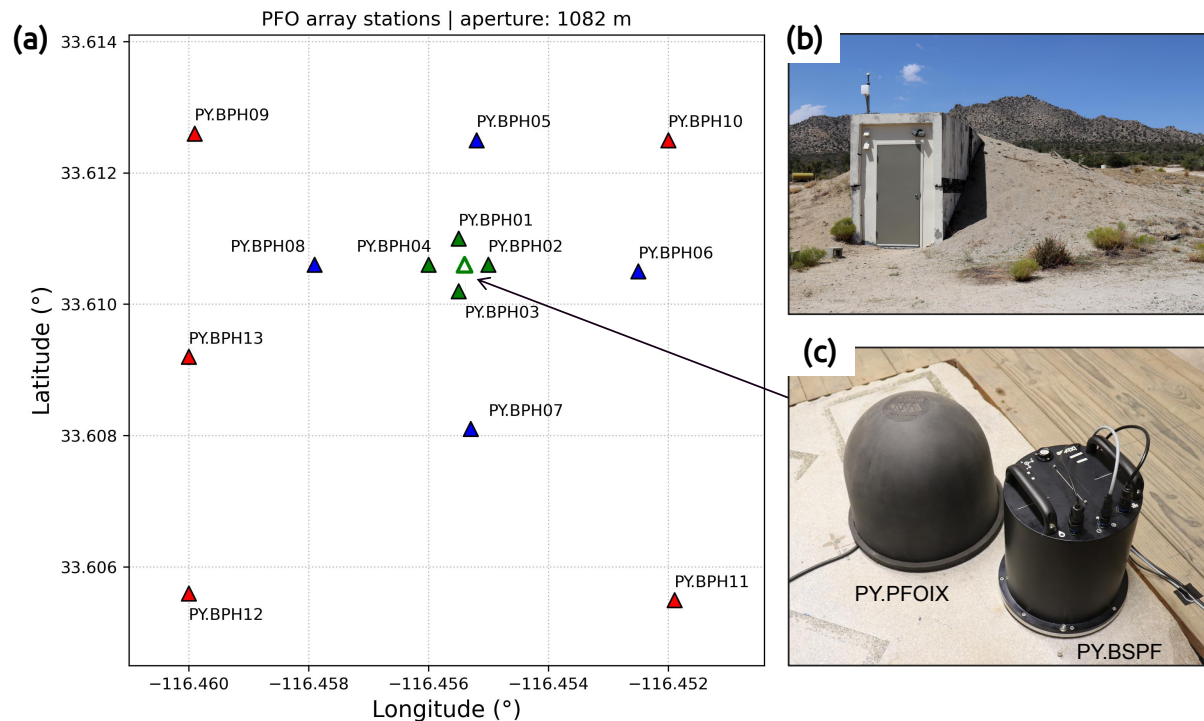 PFO array stations | aperture: 1082 m
(a)
33.614
33.612
33.610
33.608
33.606
Latitude (°)
PY.BPH09
PY.BPH05
PY.BPH10
PY.BPH01
PY.BPH08
PY.BPH04
PY.BPH02
PY.BPH06
PY.BPH03
PY.BPH13
PY.BPH07
PY.BPH11
PY.BPH12
−116.460
−116.458
−116.456
−116.454
−116.452
Longitude (°)
(b)
(c)
PY.PFOIX
PY.BSPF